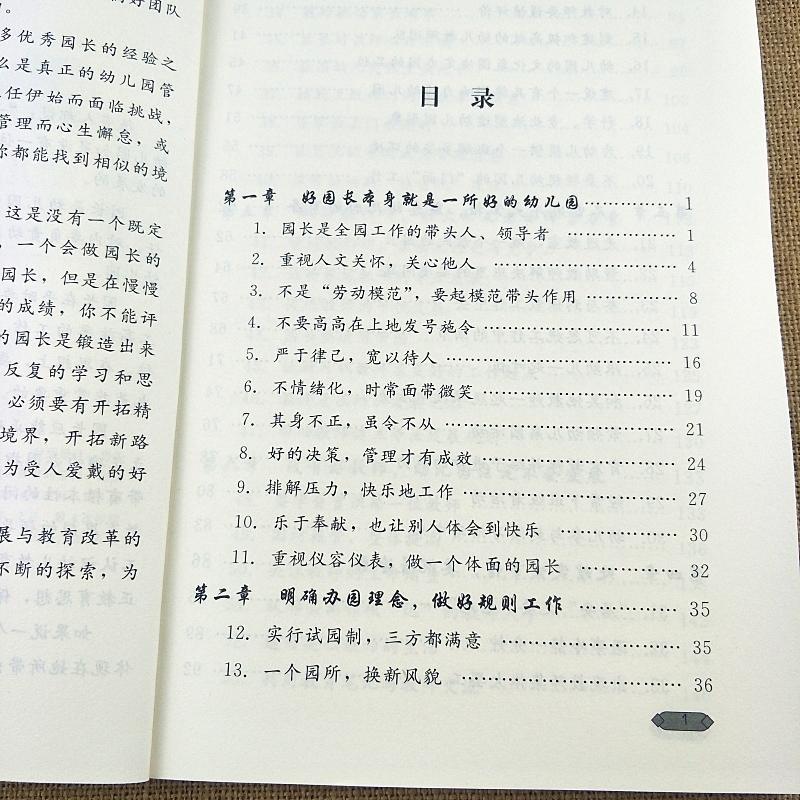 好团队
多优秀园长的经验之
么是真正的幼儿园管
任伊始而面临挑战，
管理而心生懈怠，或
你都能找到相似的境
这是没有一个既定
，一个会做园长的
园长，但是在慢慢
的成绩，你不能评
的园长是锻造出来
反复的学习和思
必须要有开拓精
境界，开拓新路
为受人爱戴的好
展与教育改革的
不断的探索，为
目 录
第一章 好园长本身就是一所好的幼儿园…………… 1
1. 园长是全园工作的带头人、领导者 …………… 1
2. 重视人文关怀，关心他人 …………………… 4
3. 不是“劳动模范”，要起模范带头作用 ………… 8
4. 不要高高在上地发号施令 …………………… 11
5. 严于律己，宽以待人 ………………………… 16
6. 不情绪化，时常面带微笑 …………………… 19
7. 其身不正，虽令不从 ………………………… 21
8. 好的决策，管理才有成效 …………………… 24
9. 排解压力，快乐地工作 ……………………… 27
10. 乐于奉献，也让别人体会到快乐 …………… 30
11. 重视仪容仪表，做一个体面的园长 ………… 32
第二章 明确办园理念，做好规则工作 ………… 35
12. 实行试园制，三方都满意 ………………… 35
13. 一个园所，换新风貌 ……………………… 36
1